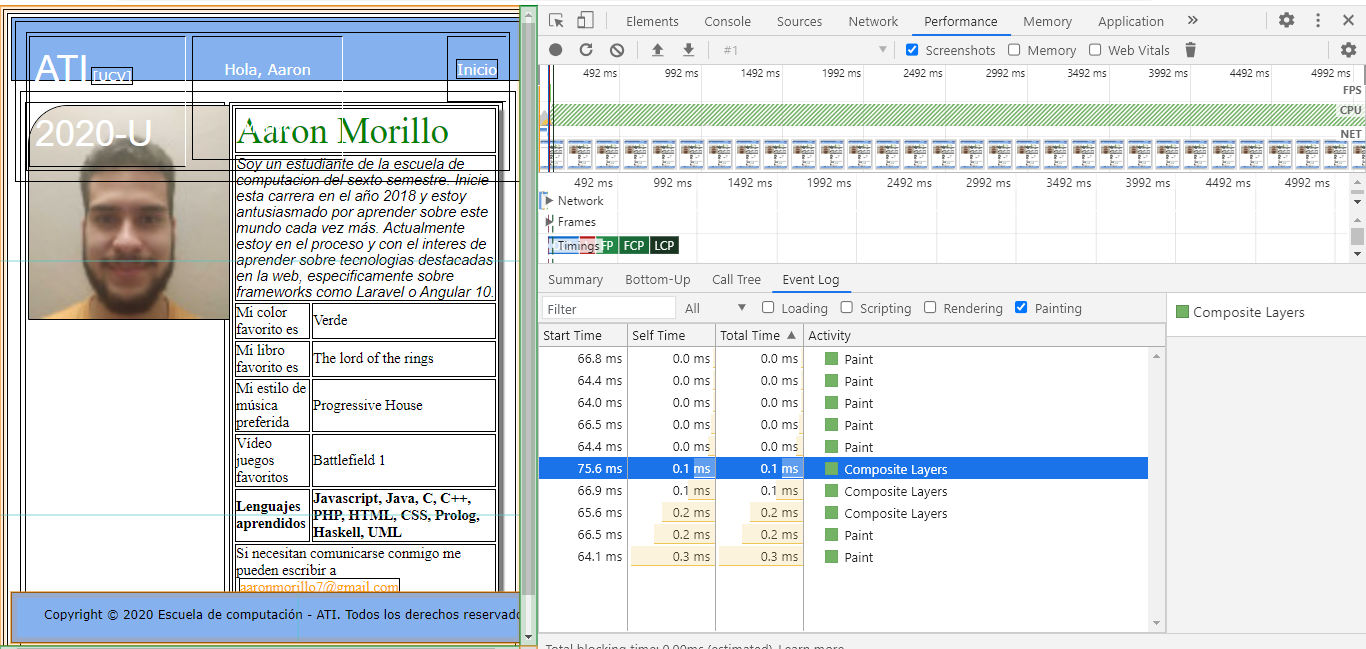 ATI [UCV]
2020-U
Hola, Aaron
Inicio
Aaron Morillo
Soy un estudiante de la escuela de
computacion del sexto semestre. Inicie
esta carrera en el año 2018 y estoy
antusiasmado por aprender sobre este
mundo cada vez más. Actualmente
estoy en el proceso y con el interes de
aprender sobre tecnologias destacadas
en la web, especificamente sobre
frameworks como Laravel o Angular 10.
Mi color
favorito es
Verde
Mi libro
favorito es
The lord of the rings
Mi estilo de
música
preferida
Progressive House
Vídeo
juegos
favoritos
Battlefield 1
Lenguajes
aprendidos
Javascript, Java, C, C++,
PHP, HTML, CSS, Prolog,
Haskell, UML
Si necesitan comunicarse conmigo me
pueden escribir a
aaronmorillo7@gmail.com
Copyright © 2020 Escuela de computación - ATI. Todos los derechos reservado
Elements Console Sources Network Performance Memory Application »
#1 Screenshots Memory Web Vitals
492 ms 992 ms 1492 ms 1992 ms 2492 ms 2992 ms 3492 ms 3992 ms 4492 ms 4992 ms
FPS
CPU
NET
492 ms 992 ms 1492 ms 1992 ms 2492 ms 2992 ms 3492 ms 3992 ms 4492 ms 4992 ms
Network
Frames
Timings FP FCP LCP
Summary Bottom-Up Call Tree Event Log
Filter All Loading Scripting Rendering Painting
Start Time Self Time Total Time ▲ Activity
66.8 ms 0.0 ms 0.0 ms Paint
64.4 ms 0.0 ms 0.0 ms Paint
64.0 ms 0.0 ms 0.0 ms Paint
66.5 ms 0.0 ms 0.0 ms Paint
64.4 ms 0.0 ms 0.0 ms Paint
75.6 ms 0.1 ms 0.1 ms Composite Layers
66.9 ms 0.1 ms 0.1 ms Composite Layers
65.6 ms 0.2 ms 0.2 ms Composite Layers
66.5 ms 0.2 ms 0.2 ms Paint
64.1 ms 0.3 ms 0.3 ms Paint
Composite Layers
Total blocking time: 0.00ms (estimated) Learn more